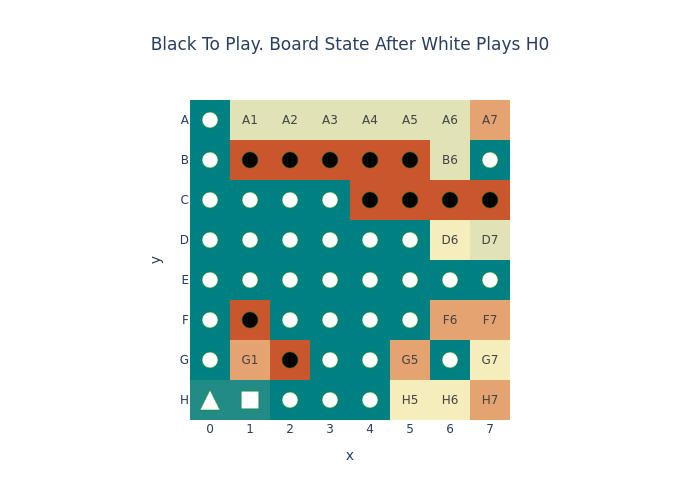 Black To Play. Board State After White Plays H0
A A1 A2 A3 A4 A5 A6 A7
B B6
C
D D6 D7
E
F F6 F7
G G1 G5 G7
H H5 H6 H7
0 1 2 3 4 5 6 7
x
y